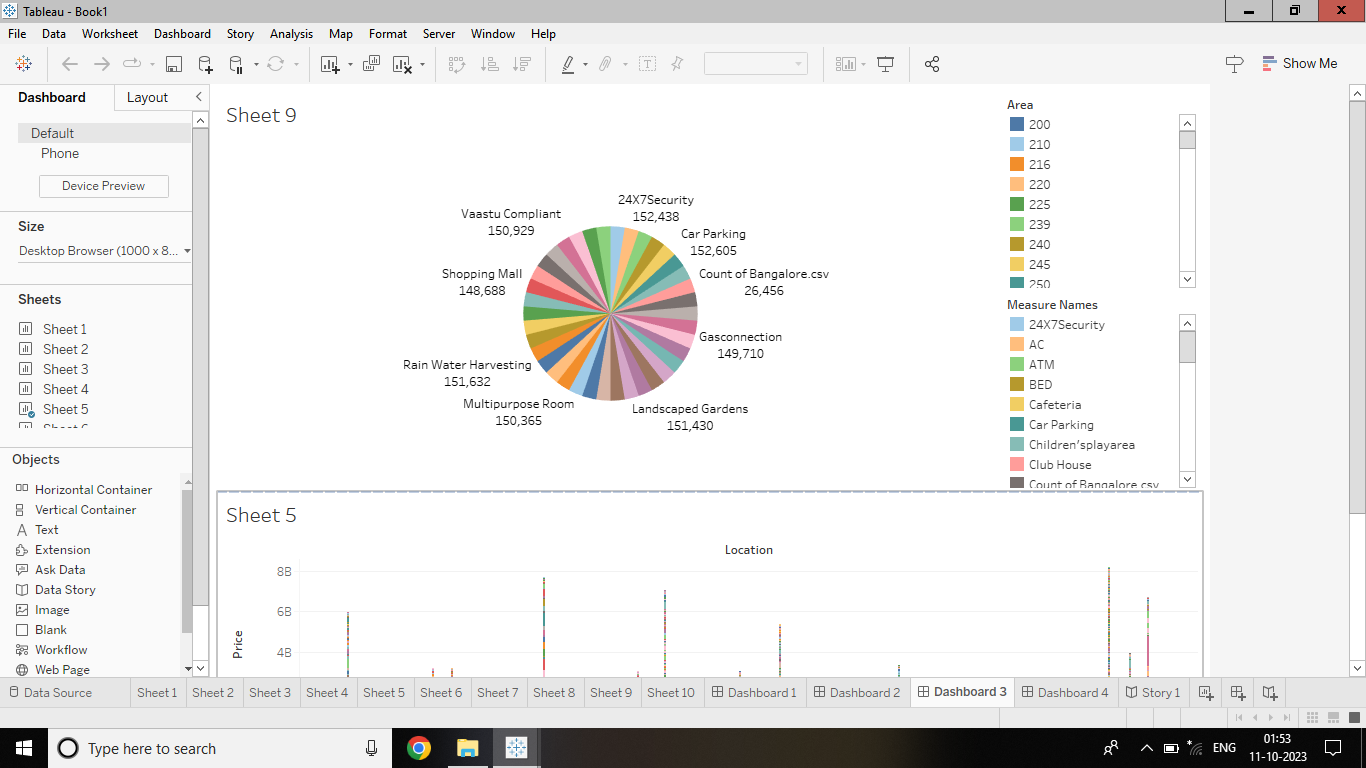 Tableau - Book1
File Data Worksheet Dashboard Story Analysis Map Format Server Window Help
Show Me
Dashboard Layout
Default
Phone
Device Preview
Size
Desktop Browser (1000 x 8...
Sheets
Sheet 1
Sheet 2
Sheet 3
Sheet 4
Sheet 5
Objects
Horizontal Container
Vertical Container
Text
Extension
Ask Data
Data Story
Image
Blank
Workflow
Web Page
Sheet 9
24X7Security
152,438
Vaastu Compliant
150,929
Car Parking
152,605
Shopping Mall
148,688
Count of Bangalore.csv
26,456
Gasconnection
149,710
Rain Water Harvesting
151,632
Multipurpose Room
150,365
Landscaped Gardens
151,430
Area
200
210
216
220
225
239
240
245
250
Measure Names
24X7Security
AC
ATM
BED
Cafeteria
Car Parking
Children'splayarea
Club House
Count of Bangalore.csv
Sheet 5
Location
8B
6B
4B
Price
Data Source Sheet 1 Sheet 2 Sheet 3 Sheet 4 Sheet 5 Sheet 6 Sheet 7 Sheet 8 Sheet 9 Sheet 10 Dashboard 1 Dashboard 2 Dashboard 3 Dashboard 4 Story 1
Type here to search
ENG
01:53
11-10-2023